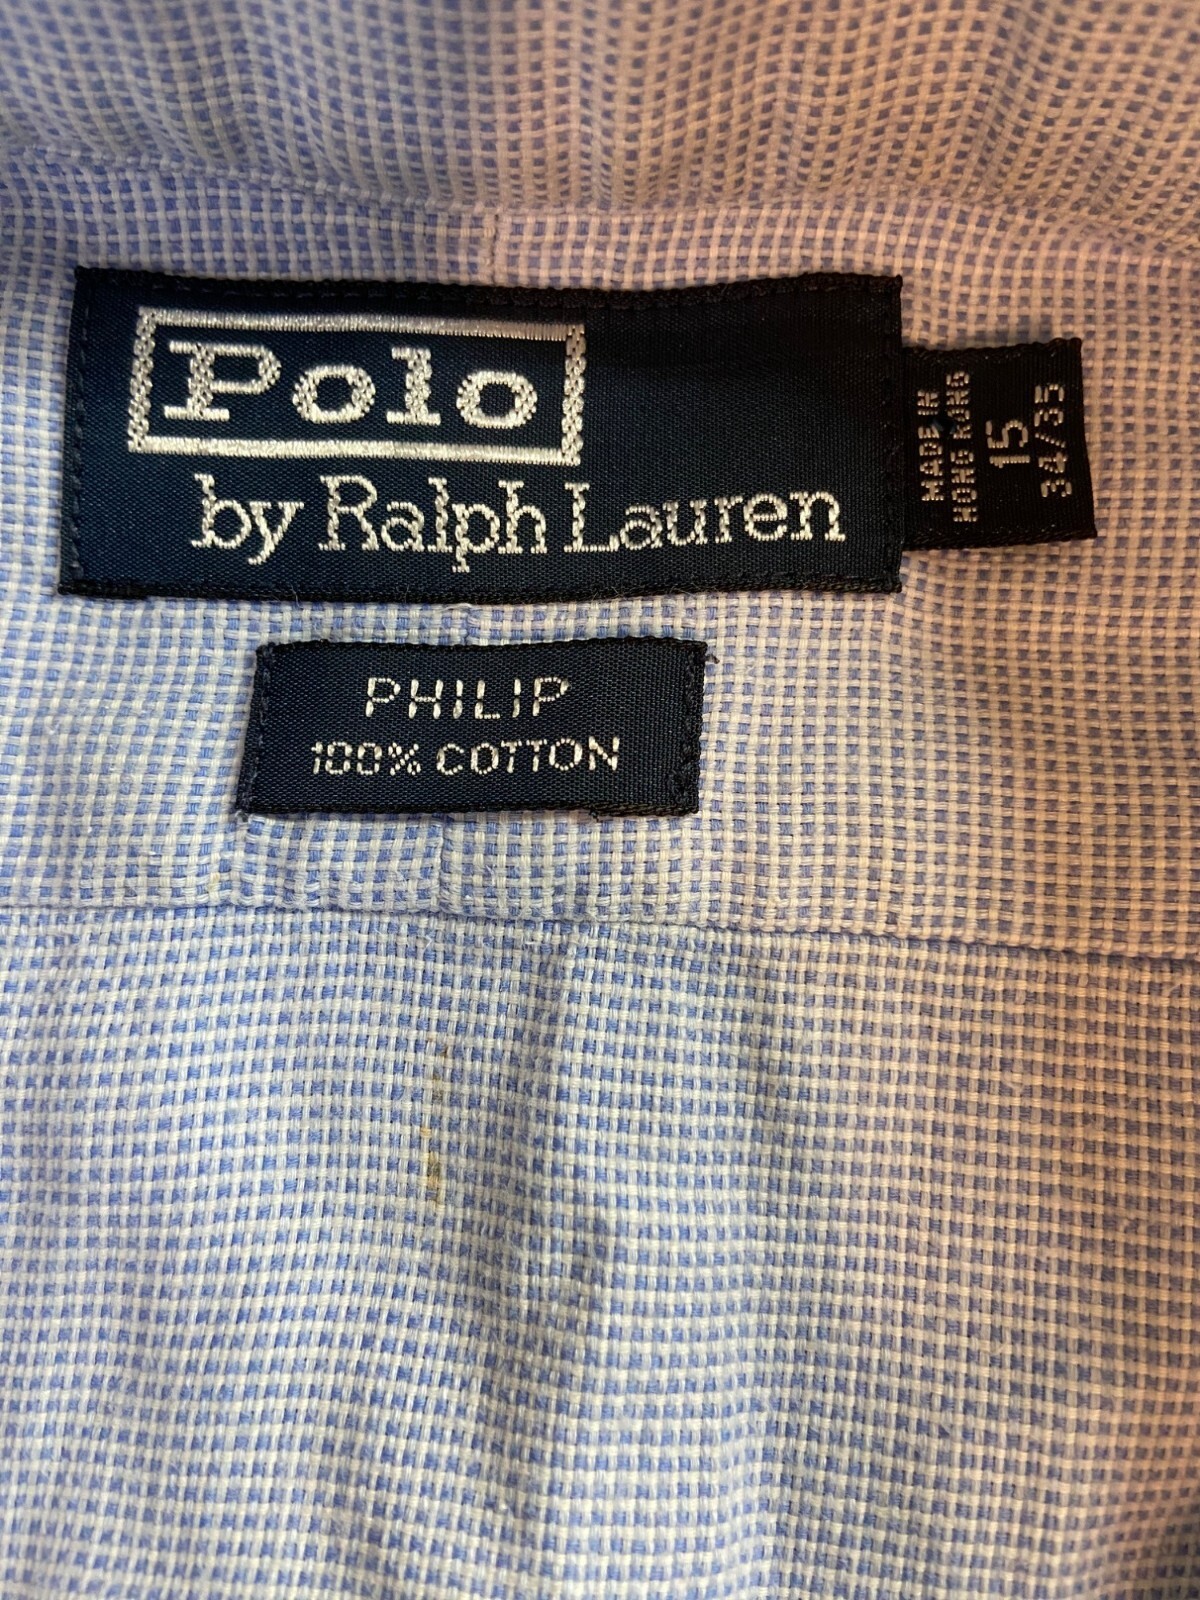 Polo
by Ralph Lauren
MADE IN
HONG KONG
15
34/35
PHILIP
100% COTTON